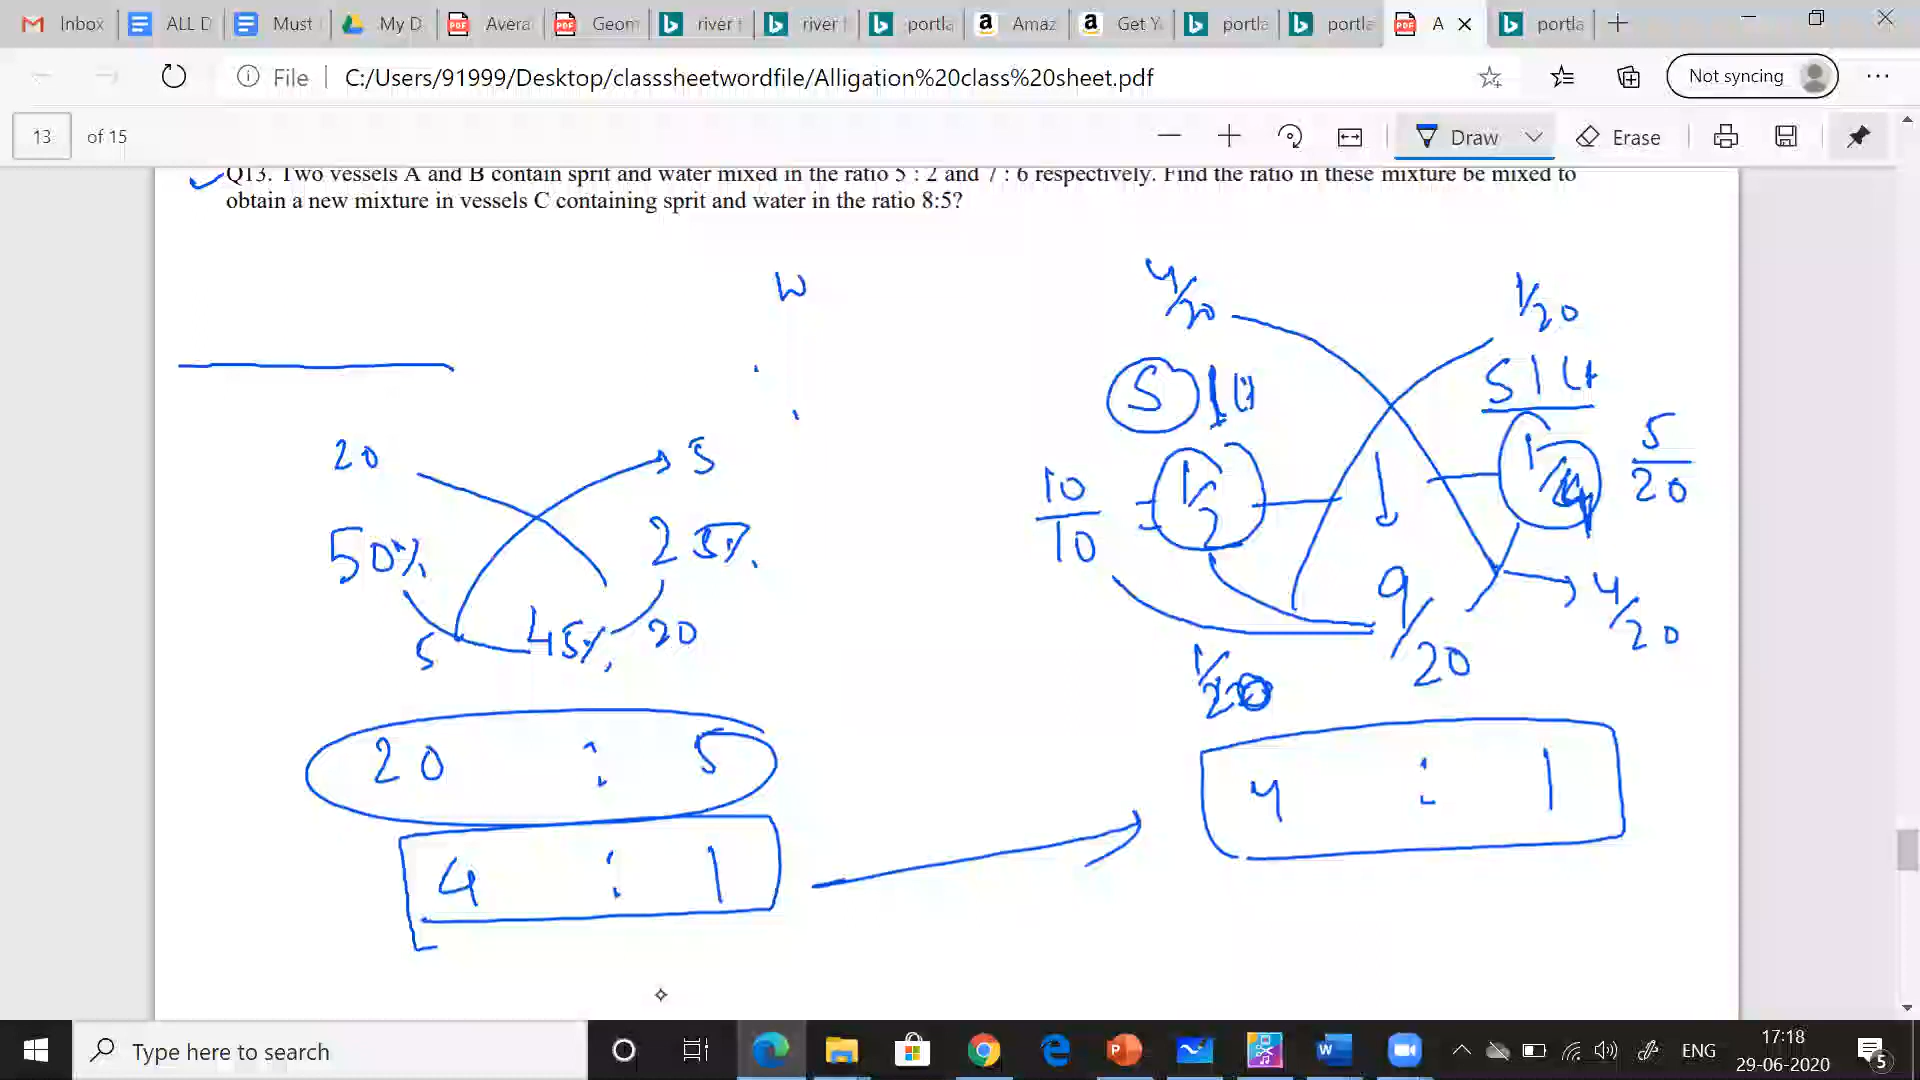 Inbox ALL D Must My D Avera Geom river river portla Amaz Get Y portla portle A portla
File C:/Users/91999/Desktop/classsheetwordfile/Alligation%20class%20sheet.pdf Not syncing
13 of 15 Draw Erase
Q13. Two vessels A and B contain sprit and water mixed in the ratio 5 : 2 and 7 : 6 respectively. Find the ratio in these mixture be mixed to
obtain a new mixture in vessels C containing sprit and water in the ratio 8:5?
W
4/20 1/20
S
20 5
5/20
10/10 1/2
50% 25%
9/20 4/20
5 45% 20
1/20
20 : 5
4 : 1
4 : 1
Type here to search ENG 17:18
29-06-2020 5